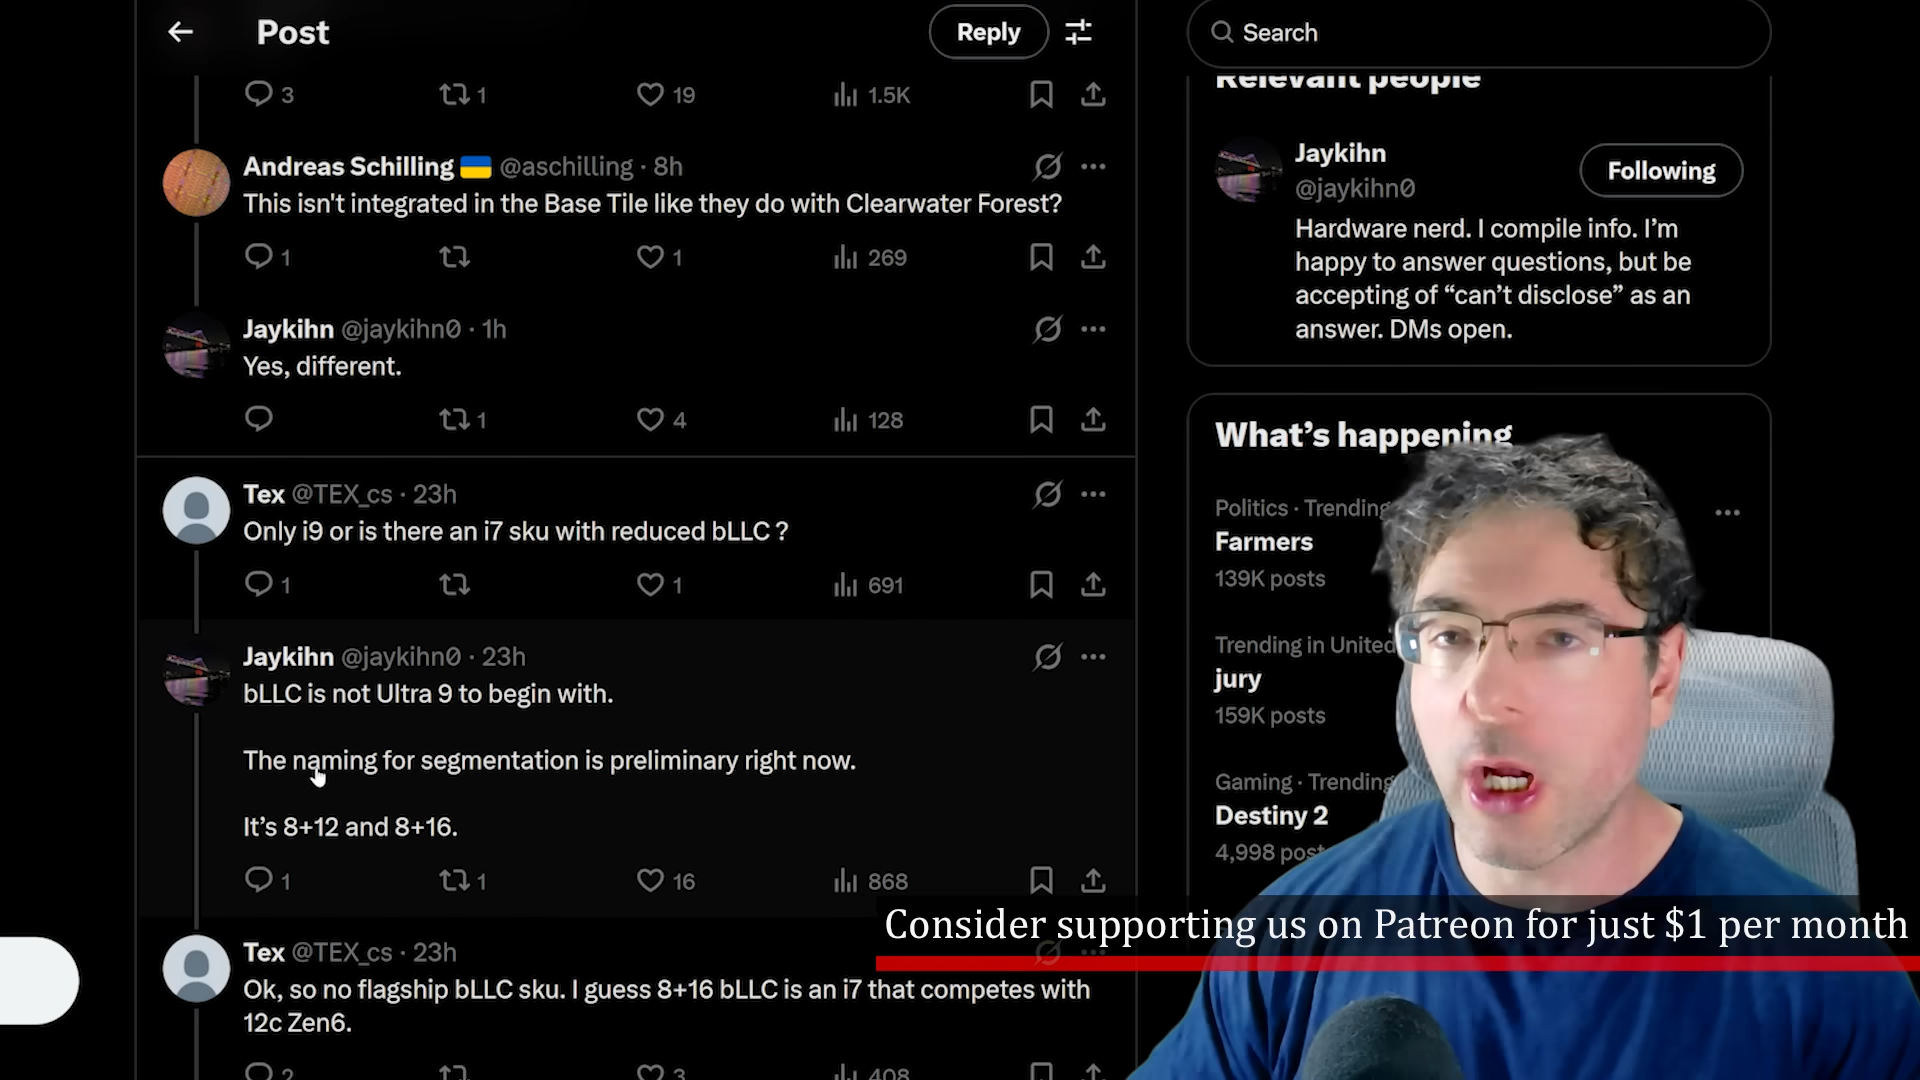 Post
Reply
Search
3
1
19
1.5K
Relevant people
Andreas Schilling 🇺🇦 @aschilling · 8h
This isn't integrated in the Base Tile like they do with Clearwater Forest?
1
1
269
Jaykihn
@jaykihn0
Following
Hardware nerd. I compile info. I'm
happy to answer questions, but be
accepting of “can't disclose” as an
answer. DMs open.
Jaykihn @jaykihn0 · 1h
Yes, different.
1
4
128
What's happening
Tex @TEX_cs · 23h
Only i9 or is there an i7 sku with reduced bLLC ?
1
1
691
Politics · Trending
Farmers
139K posts
Jaykihn @jaykihn0 · 23h
bLLC is not Ultra 9 to begin with.
The naming for segmentation is preliminary right now.
It's 8+12 and 8+16.
1
1
16
868
Trending in United
jury
159K posts
Gaming · Trending
Destiny 2
4,998 post
Consider supporting us on Patreon for just $1 per month
Tex @TEX_cs · 23h
Ok, so no flagship bLLC sku. I guess 8+16 bLLC is an i7 that competes with
12c Zen6.
2
3
408